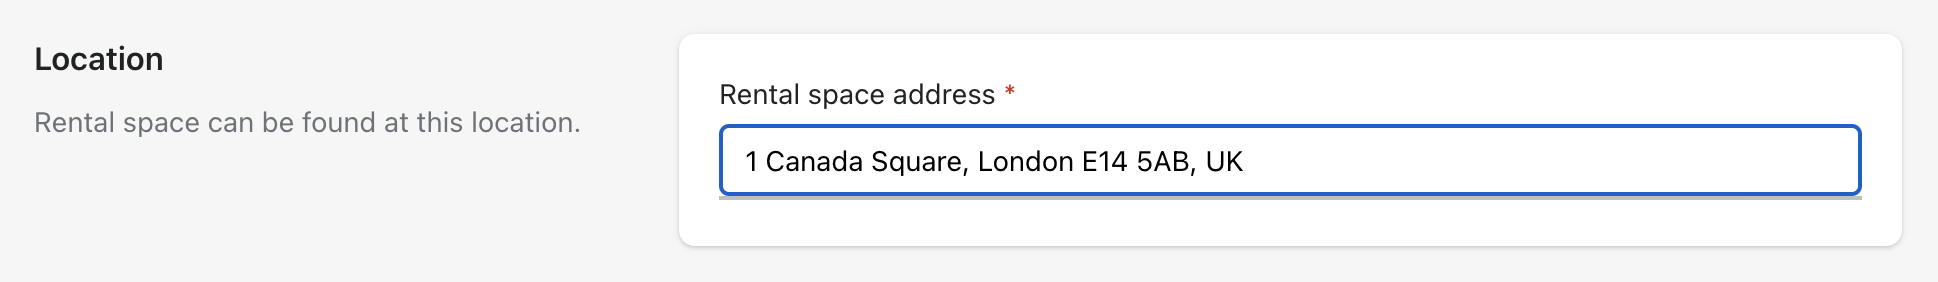 Location
Rental space can be found at this location.
Rental space address *
1 Canada Square, London E14 5AB, UK